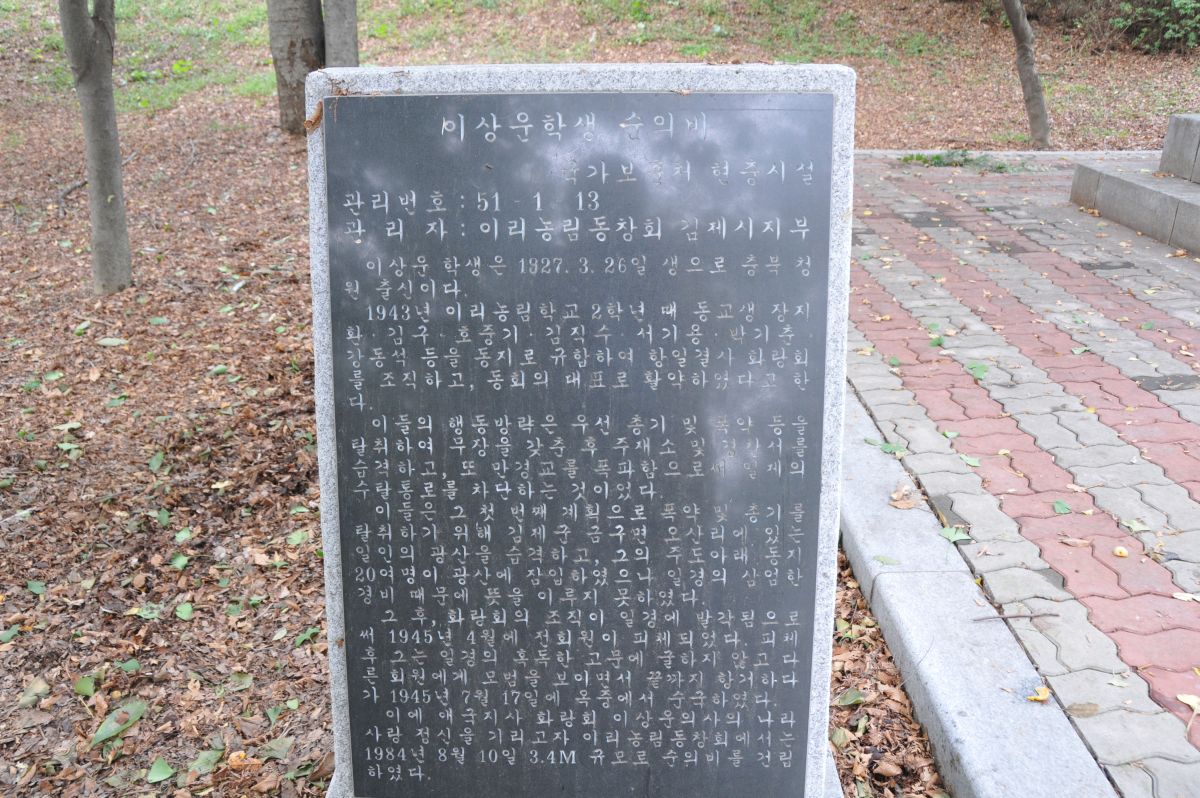 이상운학생 순의비
국가보훈처 현충시설
관리번호 : 51 - 1 13
관 리 자 : 이리농림동창회 김제시지부
이상운 학생은 1927. 3. 26일 생으로 충북 청
원 출신이다.
1943년 이리농림학교 2학년 때 동고생 장지
환·김구·호중기·김직수·서기용·박기춘·
강동석 등을 동지로 규합하여 항일결사 화랑회
를 조직하고, 동회의 대표로 활약하였다고 한
다.
이들의 행동방략은 우선 총기 및 폭약 등을
탈취하여 무장을 갖춘 후 주재소 및 경찰서를
습격하고, 또 만경교를 폭파함으로써 일제의
수탈통로를 차단하는 것이었다.
이들은 그 첫 번째 계획으로 폭약 및 총기를
탈취하기 위해 김제군 금구면 오산리에 있는
일인의 광산을 습격하고, 그의 주도아래 동지
20여명이 광산에 잠입하였으나 일경의 삼엄한
경비 때문에 뜻을 이루지 못하였다.
그 후, 화랑회의 조직이 일경에 발각됨으로
써 1945년 4월에 전회원이 피체되었다. 피체
후 그는 일경의 혹독한 고문에 굴하지 않고 다
른 회원에게 모범을 보이면서 끝까지 항거하다
가 1945년 7월 17일에 옥중에서 순국하였다.
이에 애국지사 화랑회 이상운의사의 나라
사랑 정신을 기리고자 이리농림동창회에서는
1984년 8월 10일 3.4M 규모로 순의비를 건립
하였다.